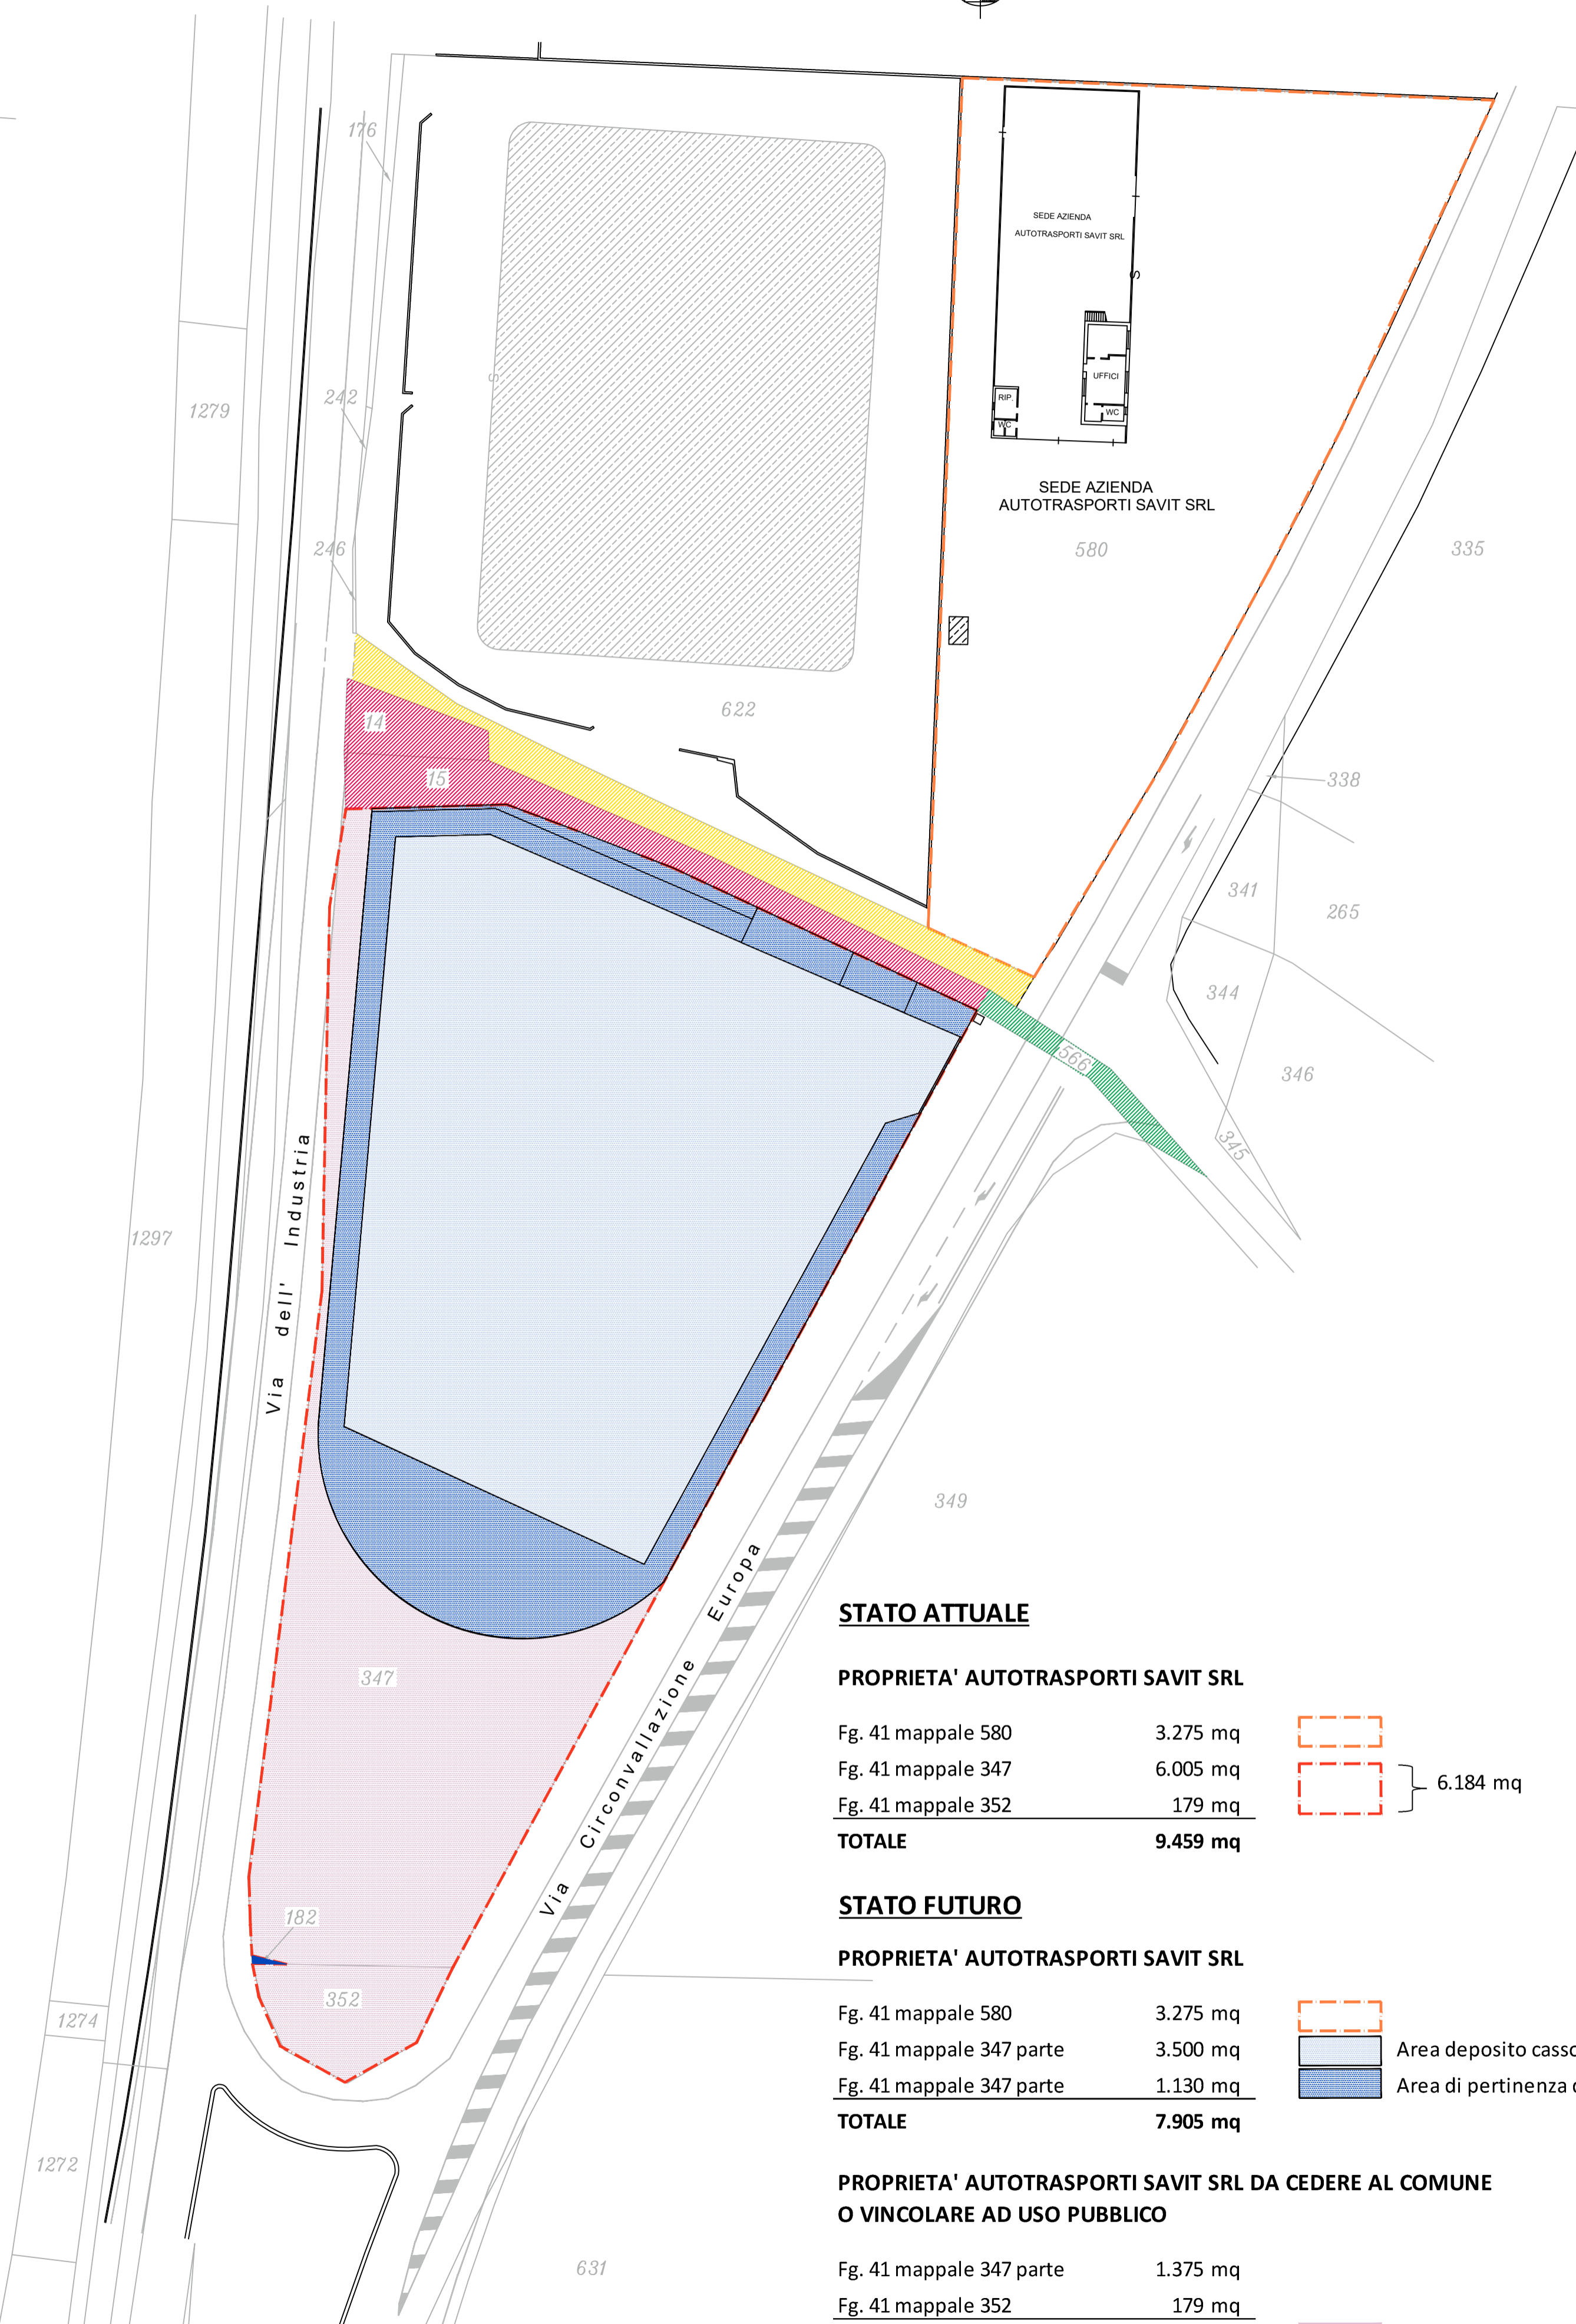 176
SEDE AZIENDA
AUTOTRASPORTI SAVIT SRL
S
S
UFFICI
RIP.
WC
WC
242
1279
SEDE AZIENDA
AUTOTRASPORTI SAVIT SRL
246
580
335
622
14
15
338
341
265
344
566
346
345
Via dell' Industria
1297
349
Via Circonvallazione Europa
347
182
352
1274
1272
631
STATO ATTUALE
PROPRIETA' AUTOTRASPORTI SAVIT SRL
Fg. 41 mappale 580 3.275 mq
Fg. 41 mappale 347 6.005 mq
6.184 mq
Fg. 41 mappale 352 179 mq
TOTALE 9.459 mq
STATO FUTURO
PROPRIETA' AUTOTRASPORTI SAVIT SRL
Fg. 41 mappale 580 3.275 mq
Fg. 41 mappale 347 parte 3.500 mq Area deposito casso
Fg. 41 mappale 347 parte 1.130 mq Area di pertinenza
TOTALE 7.905 mq
PROPRIETA' AUTOTRASPORTI SAVIT SRL DA CEDERE AL COMUNE
O VINCOLARE AD USO PUBBLICO
Fg. 41 mappale 347 parte 1.375 mq
Fg. 41 mappale 352 179 mq